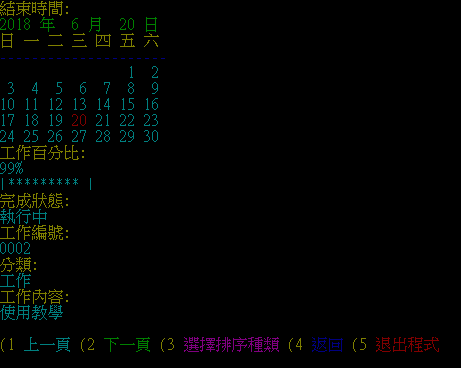 結束時間:
2018 年  6 月  20 日
日 一 二 三 四 五 六
--------------------
1  2
3  4  5  6  7  8  9
10 11 12 13 14 15 16
17 18 19 20 21 22 23
24 25 26 27 28 29 30
工作百分比:
99%
|********* |
完成狀態:
執行中
工作編號:
0002
分類:
工作
工作內容:
使用教學
(1 上一頁 (2 下一頁 (3 選擇排序種類 (4 返回 (5 退出程式